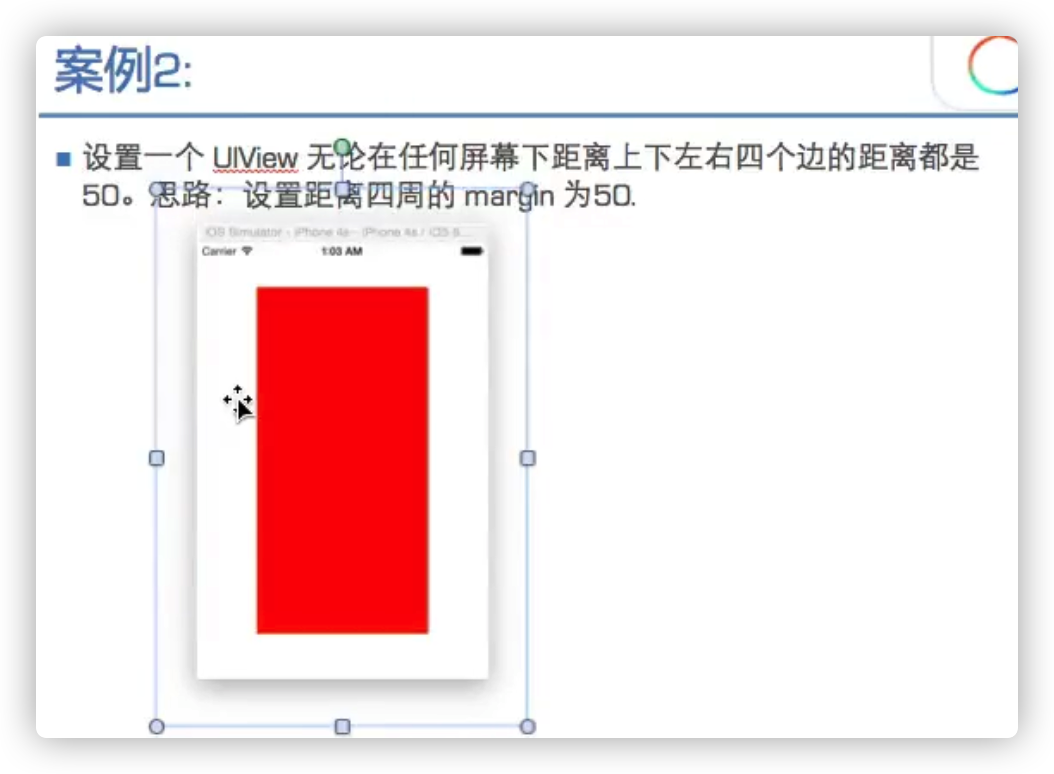 案例2:
设置一个 UIView 无论在任何屏幕下距离上下左右四个边的距离都是
50。思路：设置距离四周的 margin 为50.
iOS Simulator - iPhone 4s - iPhone 4s / iOS 8...
Carrier 1:03 AM